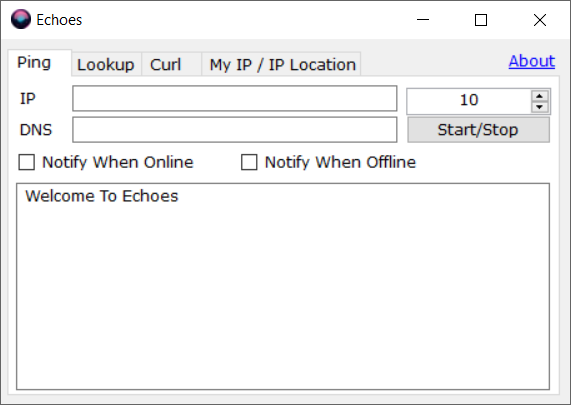 Echoes
Ping Lookup Curl My IP / IP Location About
IP 10
DNS Start/Stop
Notify When Online Notify When Offline
Welcome To Echoes